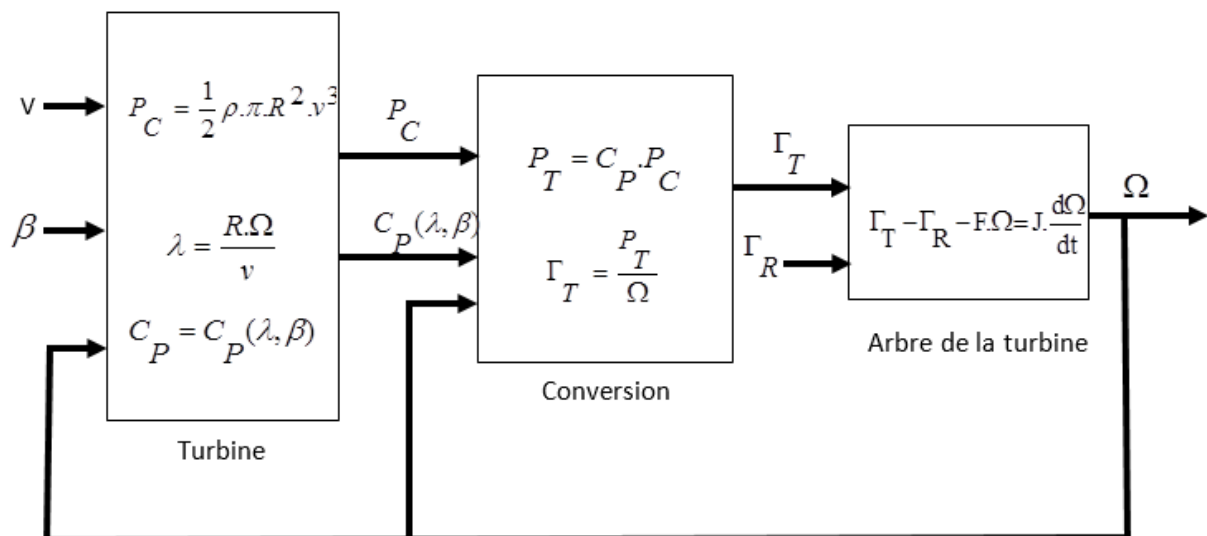 v
β
P_C = 1/2 ρ.π.R².v³
λ = R.Ω/v
C_P = C_P(λ,β)
Turbine
P_C
C_P(λ,β)
P_T = C_P.P_C
Γ_T = P_T/Ω
Conversion
Γ_T
Γ_R
Γ_T−Γ_R−F.Ω=J.dΩ/dt
Arbre de la turbine
Ω